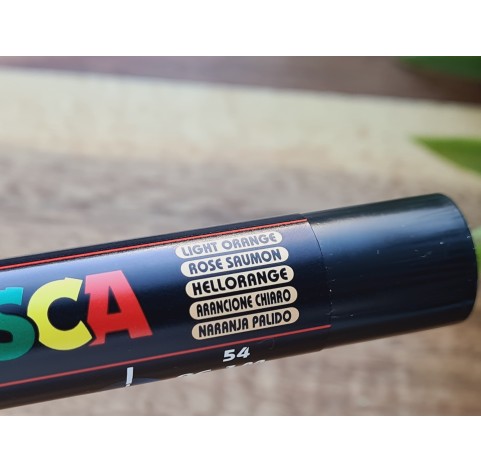 SCA
LIGHT ORANGE
ROSE SAUMON
HELLORANGE
ARANCIONE CHIARO
NARANJA PALIDO
54